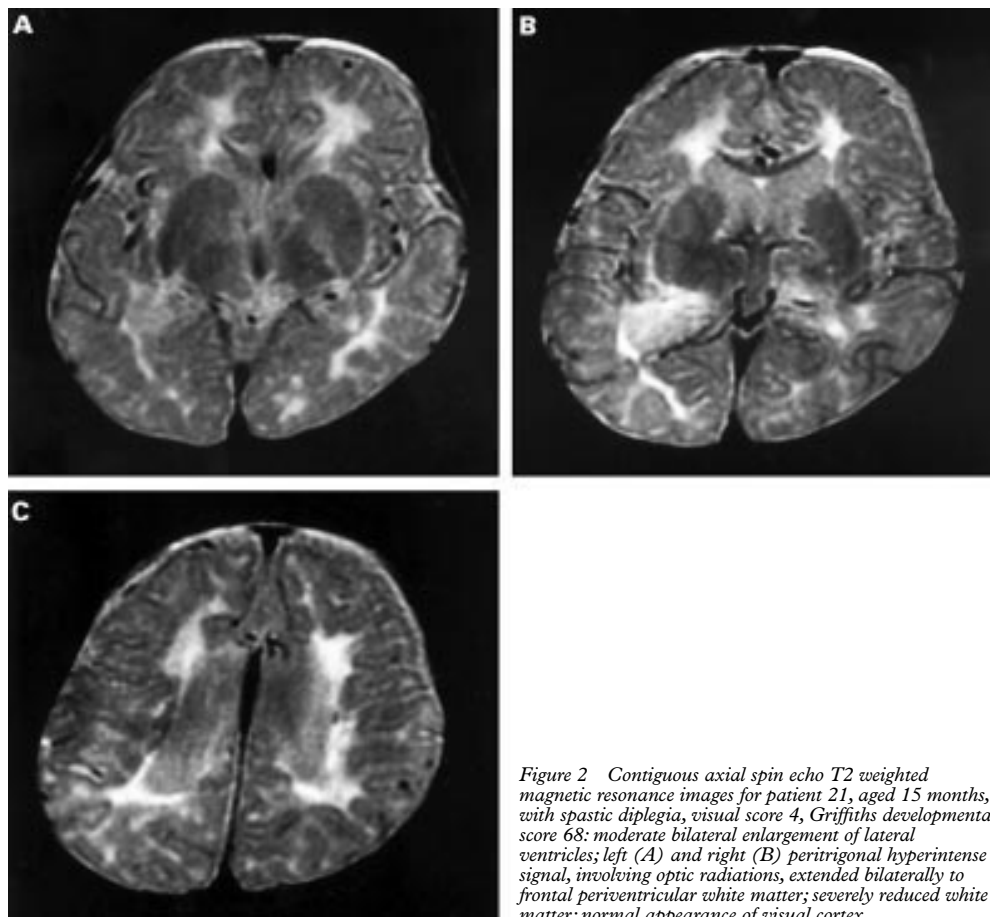 A
B
C
Figure 2 Contiguous axial spin echo T2 weighted
magnetic resonance images for patient 21, aged 15 months,
with spastic diplegia, visual score 4, Griffiths developmenta
score 68: moderate bilateral enlargement of lateral
ventricles; left (A) and right (B) peritrigonal hyperintense
signal, involving optic radiations, extended bilaterally to
frontal periventricular white matter; severely reduced white
matter; normal appearance of visual cortex.